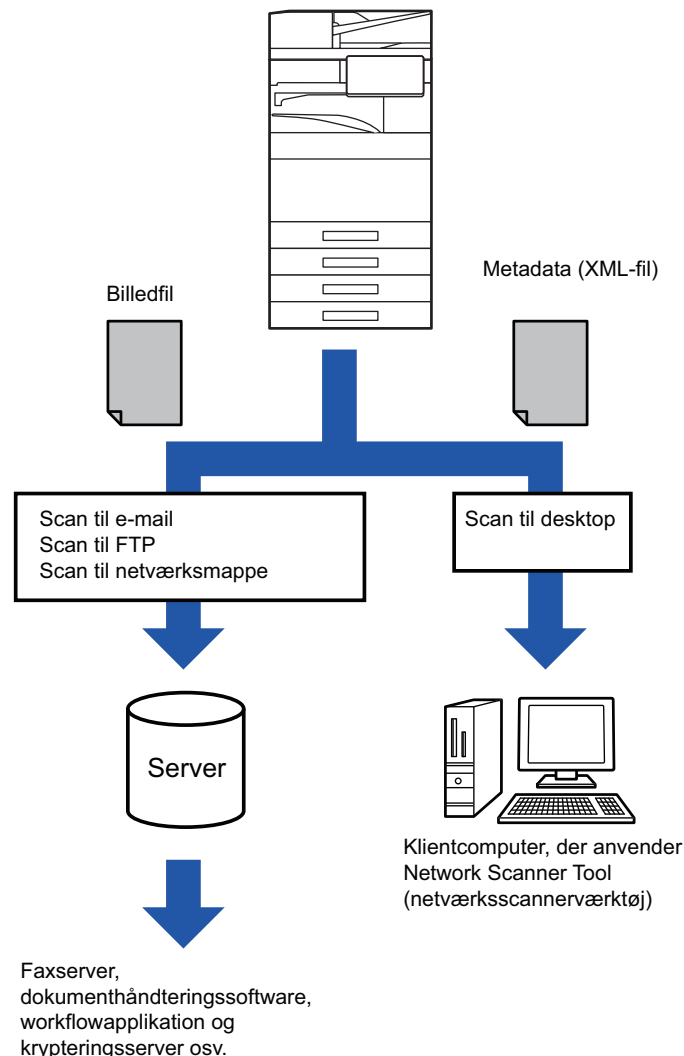 Metadata (XML-fil)
Billedfil
Scan til e-mail
Scan til FTP
Scan til netværksmappe
Scan til desktop
Server
Klientcomputer, der anvender
Network Scanner Tool
(netværksscannerværktøj)
Faxserver,
dokumenthåndteringssoftware,
workflowapplikation og
krypteringsserver osv.